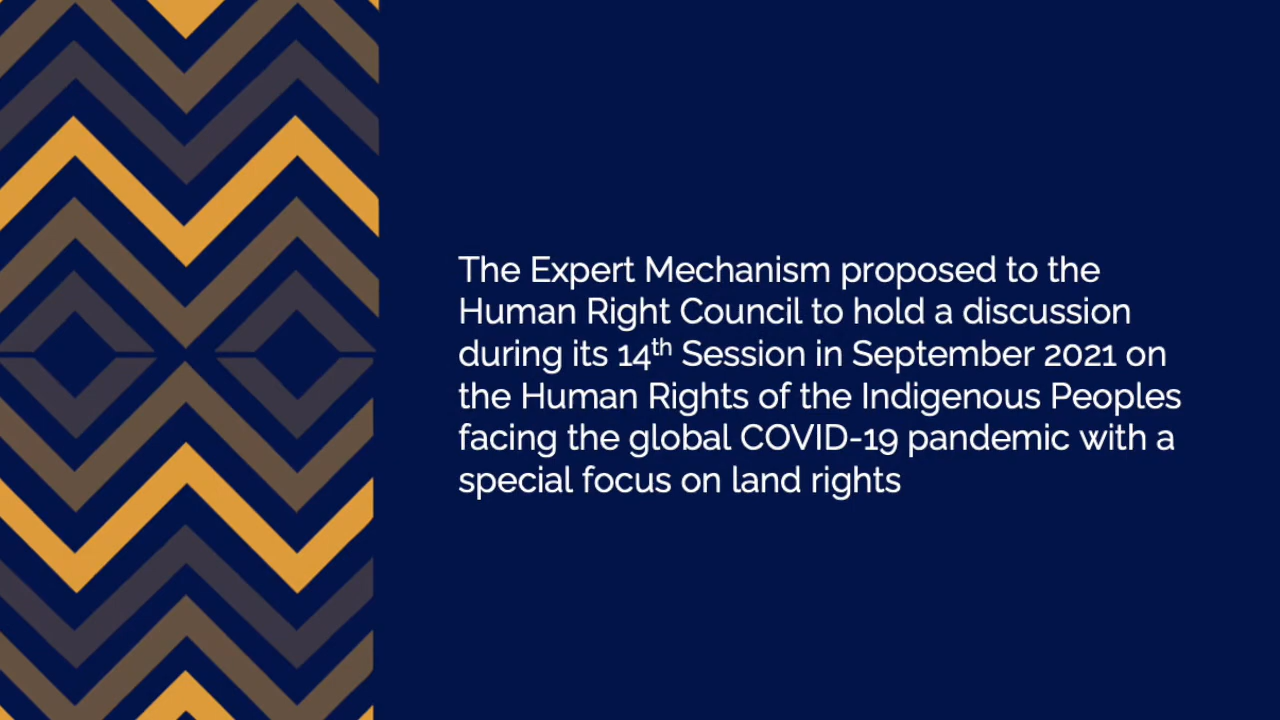 The Expert Mechanism proposed to the
Human Right Council to hold a discussion
during its 14th Session in September 2021 on
the Human Rights of the Indigenous Peoples
facing the global COVID-19 pandemic with a
special focus on land rights